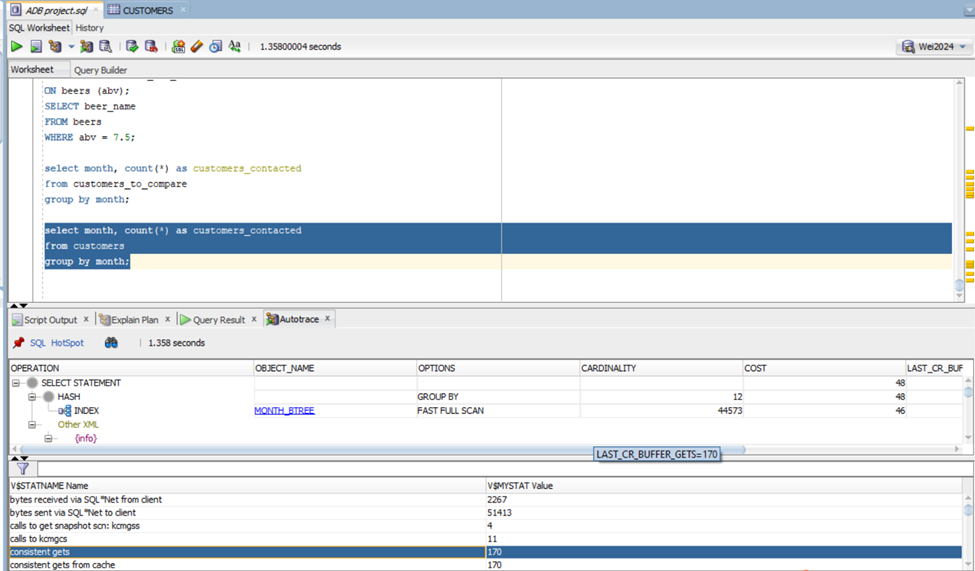 ADB project.sql × CUSTOMERS ×
SQL Worksheet History
1.35800004 seconds
Wei2024
Worksheet Query Builder
ON beers (abv);
SELECT beer_name
FROM beers
WHERE abv = 7.5;
select month, count(*) as customers_contacted
from customers_to_compare
group by month;
select month, count(*) as customers_contacted
from customers
group by month;
Script Output × Explain Plan × Query Result × Autotrace ×
SQL HotSpot 1.358 seconds
OPERATION OBJECT_NAME OPTIONS CARDINALITY COST LAST_CR_BUF
SELECT STATEMENT 48
HASH GROUP BY 12 48
INDEX MONTH_BTREE FAST FULL SCAN 44573 46
Other XML
{info}
LAST_CR_BUFFER_GETS=170
V$STATNAME Name V$MYSTAT Value
bytes received via SQL*Net from client 2267
bytes sent via SQL*Net to client 51413
calls to get snapshot scn: kcmgss 4
calls to kcmgcs 11
consistent gets 170
consistent gets from cache 170